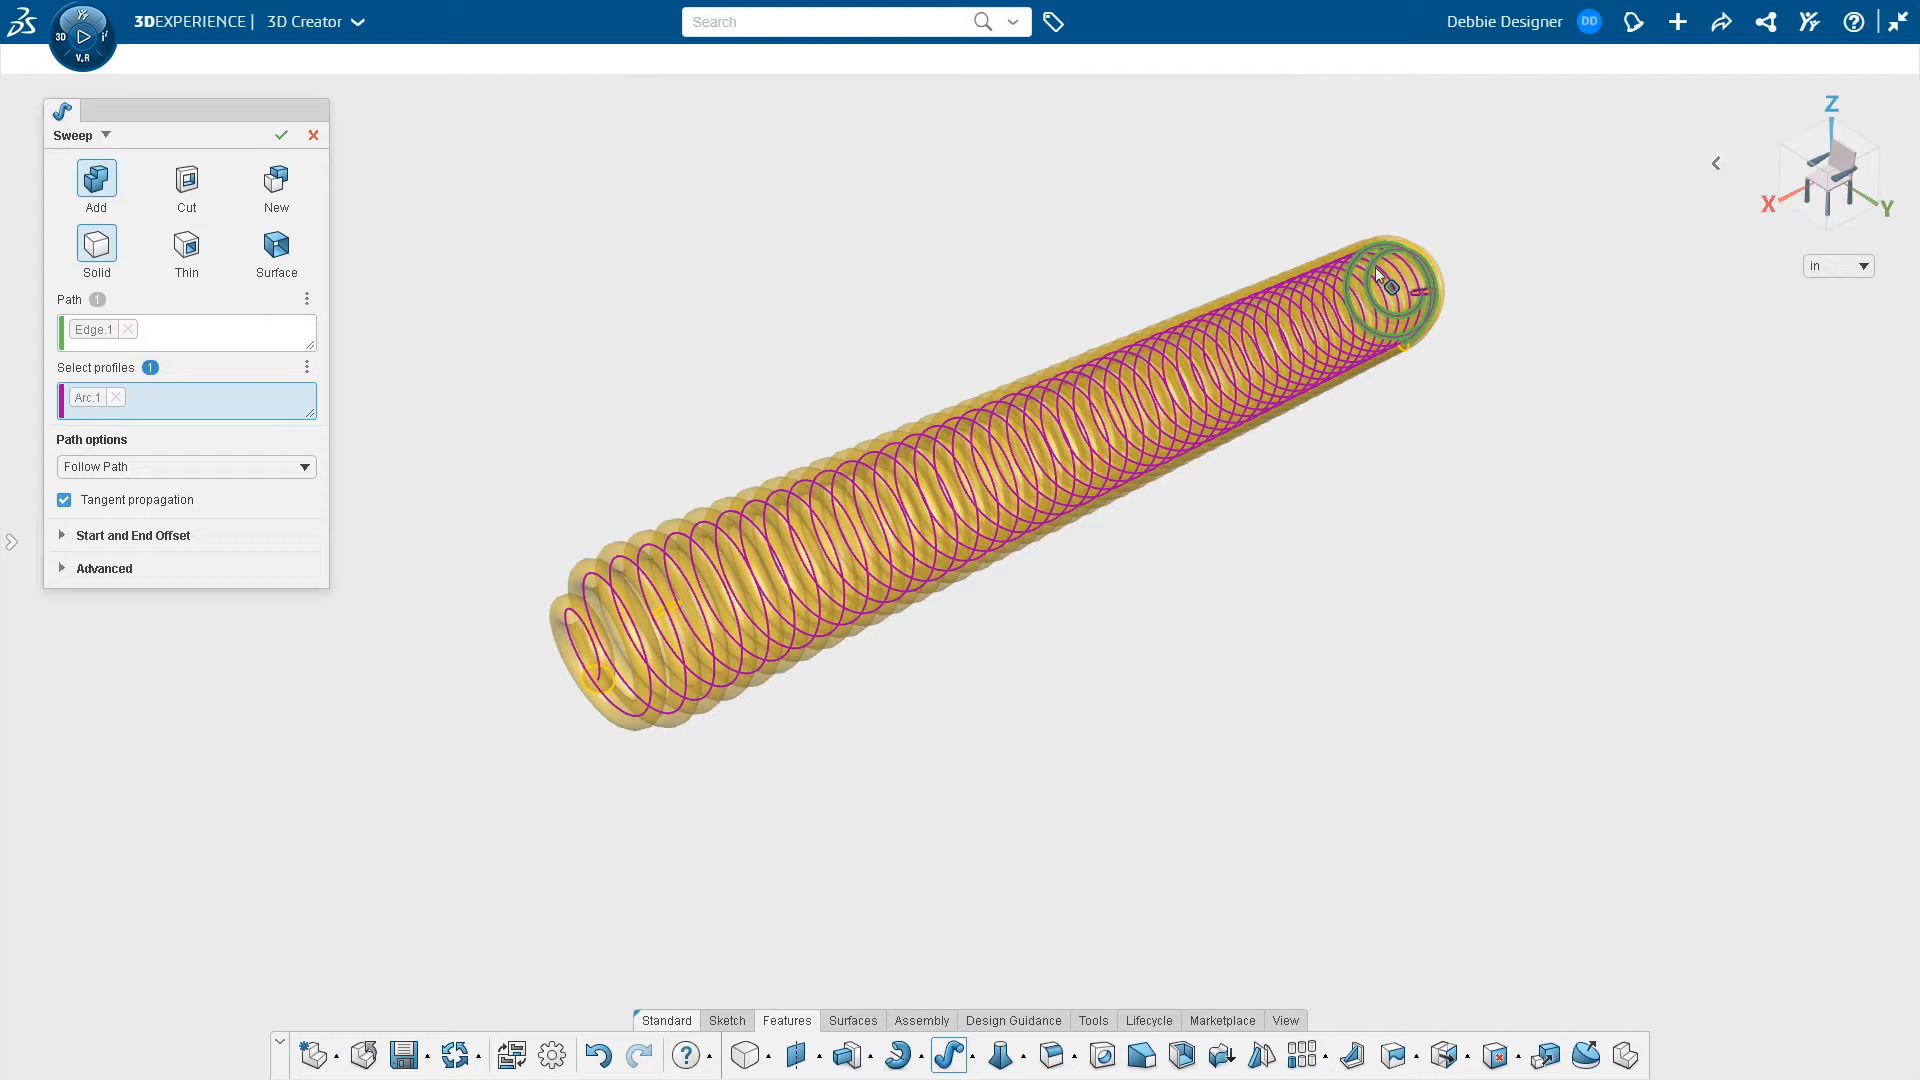 3DEXPERIENCE | 3D Creator
Search
Debbie Designer DD
3D
V.R
Sweep
Add Cut New
Solid Thin Surface
Path 1
Edge.1
Select profiles 1
Arc.1
Path options
Follow Path
Tangent propagation
Start and End Offset
Advanced
Z
X
Y
in
Standard Sketch Features Surfaces Assembly Design Guidance Tools Lifecycle Marketplace View